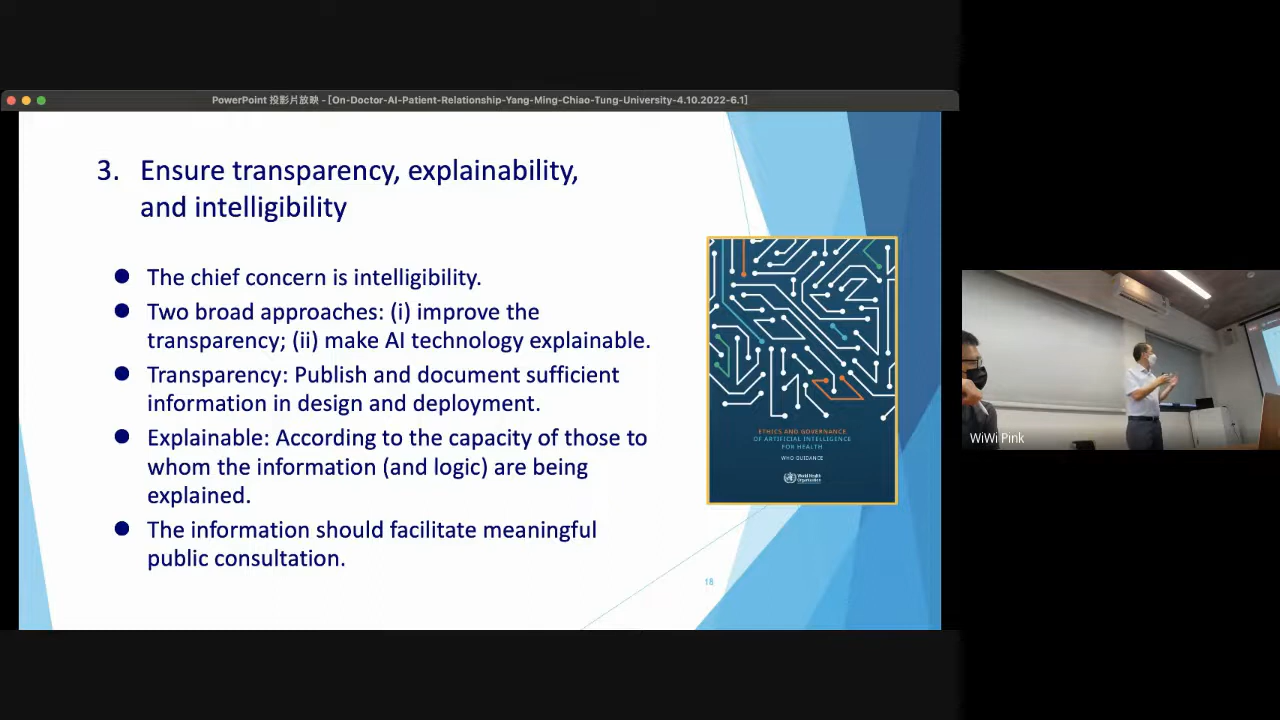 PowerPoint 投影片放映 - [On-Doctor-AI-Patient-Relationship-Yang-Ming-Chiao-Tung-University-4.10.2022-6.1]
3. Ensure transparency, explainability,
and intelligibility
● The chief concern is intelligibility.
● Two broad approaches: (i) improve the
transparency; (ii) make AI technology explainable.
● Transparency: Publish and document sufficient
information in design and deployment.
● Explainable: According to the capacity of those to
whom the information (and logic) are being
explained.
● The information should facilitate meaningful
public consultation.
ETHICS AND GOVERNANCE
OF ARTIFICIAL INTELLIGENCE
FOR HEALTH
WHO GUIDANCE
World Health
Organization
18
WiWi Pink